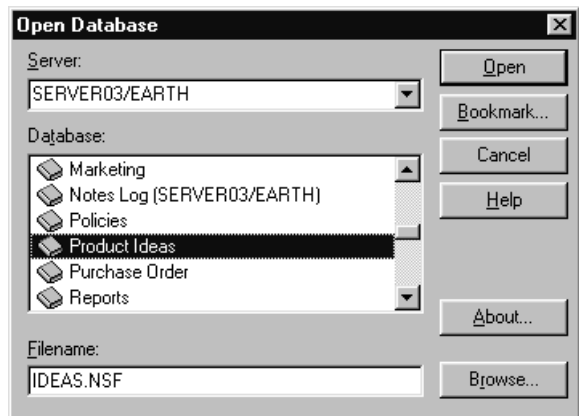 Open Database
Server:
SERVER03/EARTH
Database:
Marketing
Notes Log (SERVER03/EARTH)
Policies
Product Ideas
Purchase Order
Reports
Filename:
IDEAS.NSF
Open
Bookmark...
Cancel
Help
About...
Browse...